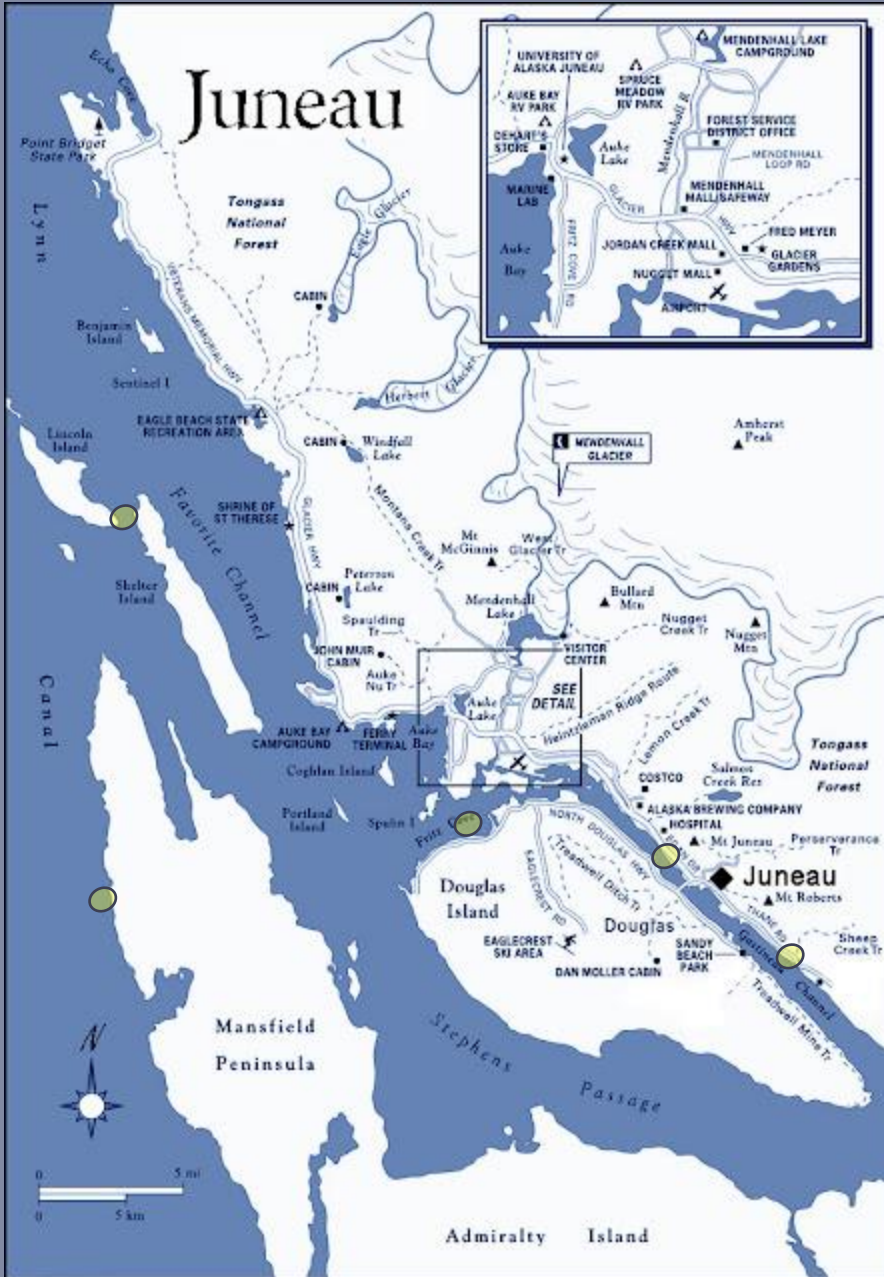 Juneau
Echo Cove
Point Bridget
State Park
Lynn
Canal
Tongass
National
Forest
Eagle Glacier
VETERANS MEMORIAL HWY
CABIN
Benjamin
Island
Sentinel I
Herbert Glacier
EAGLE BEACH STATE
RECREATION AREA
Lincoln
Island
CABIN
Windfall
Lake
Favorite Channel
SHRINE OF
ST THERESE
GLACIER HWY
Montana Creek Tr
MENDENHALL
GLACIER
Amherst
Peak
Mt
McGinnis
West
Glacier Tr
Shelter
Island
CABIN
Peterson
Lake
Mendenhall
Lake
Bullard
Mtn
Spaulding
Tr
Nugget
Creek Tr
Nugget
Mtn
JOHN MUIR
CABIN
Auke
Nu Tr
VISITOR
CENTER
SEE
DETAIL
Auke
Lake
Heintzleman Ridge Route
Lemon Creek Tr
AUKE BAY
CAMPGROUND
FERRY
TERMINAL
Auke
Bay
Coghlan Island
Tongass
National
Forest
Salmon
Creek Res
COSTCO
ALASKA BREWING COMPANY
HOSPITAL
Portland
Island
Spuhn I
Fritz Cove
NORTH DOUGLAS HWY
Mt Juneau
Perserverance
Tr
Treadwell Ditch Tr
EAGLECREST RD
Juneau
Mt Roberts
Douglas
Island
Douglas
THANE RD
EAGLECREST
SKI AREA
SANDY
BEACH
PARK
Gastineau
Channel
Sheep
Creek Tr
DAN MOLLER CABIN
Treadwell Mine Tr
Mansfield
Peninsula
Stephens
Passage
N
0 5 mi
0 5 km
Admiralty Island
MENDENHALL LAKE
CAMPGROUND
UNIVERSITY OF
ALASKA JUNEAU
SPRUCE
MEADOW
RV PARK
AUKE BAY
RV PARK
DEHART'S
STORE
Auke
Lake
Mendenhall R
FOREST SERVICE
DISTRICT OFFICE
MENDENHALL
LOOP RD
MARINE
LAB
GLACIER
HWY
MENDENHALL
MALL/SAFEWAY
FRED MEYER
JORDAN CREEK MALL
GLACIER
GARDENS
Auke
Bay
FRITZ COVE RD
NUGGET MALL
AIRPORT